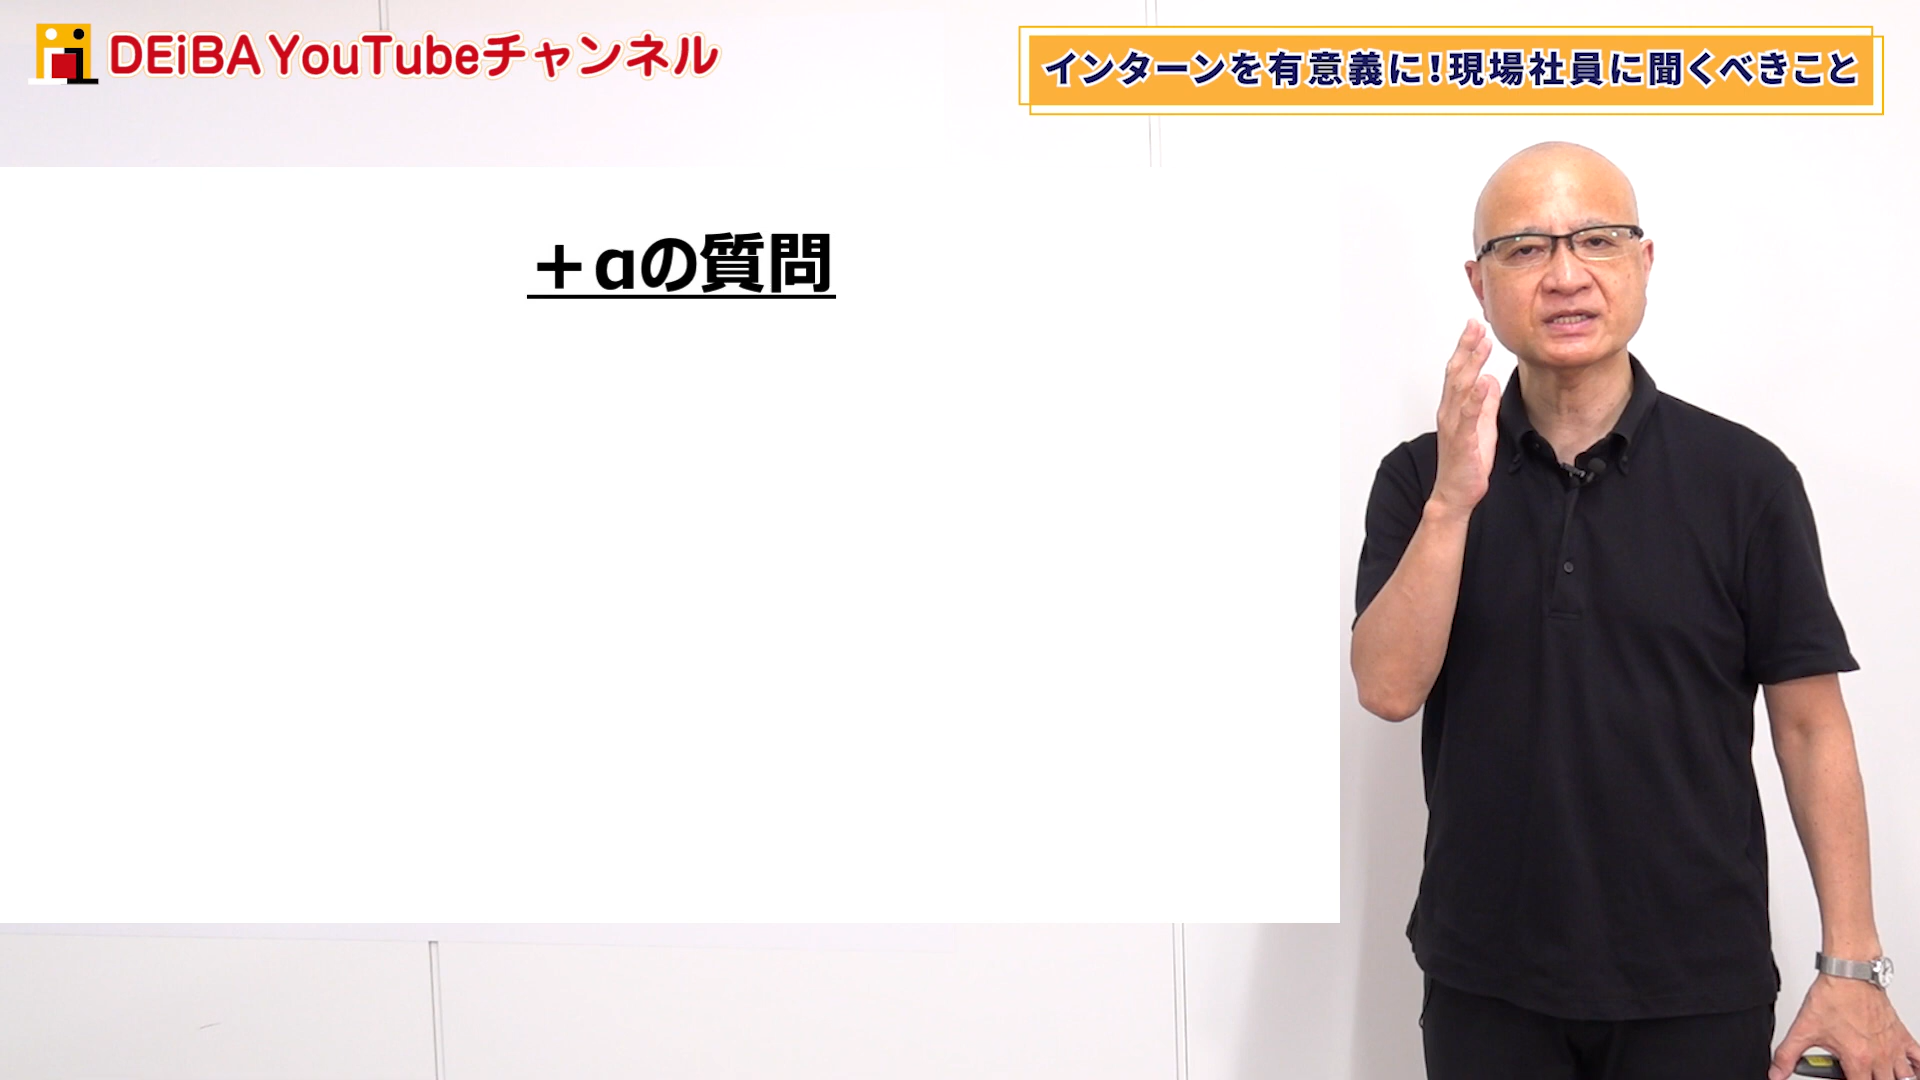 DEiBA YouTubeチャンネル
インターンを有意義に！現場社員に聞くべきこと
＋αの質問